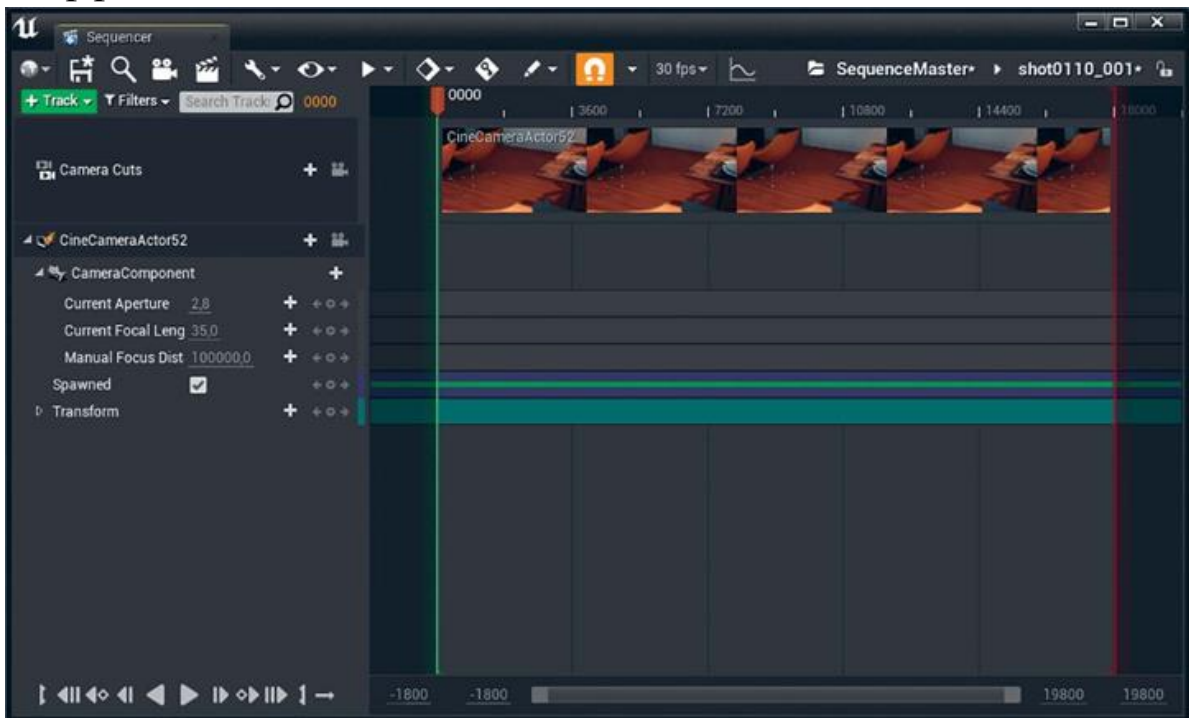 Sequencer
30 fps
SequenceMaster*
shot0110_001*
+ Track
Filters
Search Track
0000
0000
3600
7200
10800
14400
18000
CineCameraActor52
Camera Cuts
CineCameraActor52
CameraComponent
Current Aperture 2,8
Current Focal Leng 35,0
Manual Focus Dist 100000,0
Spawned
Transform
-1800
-1800
19800
19800